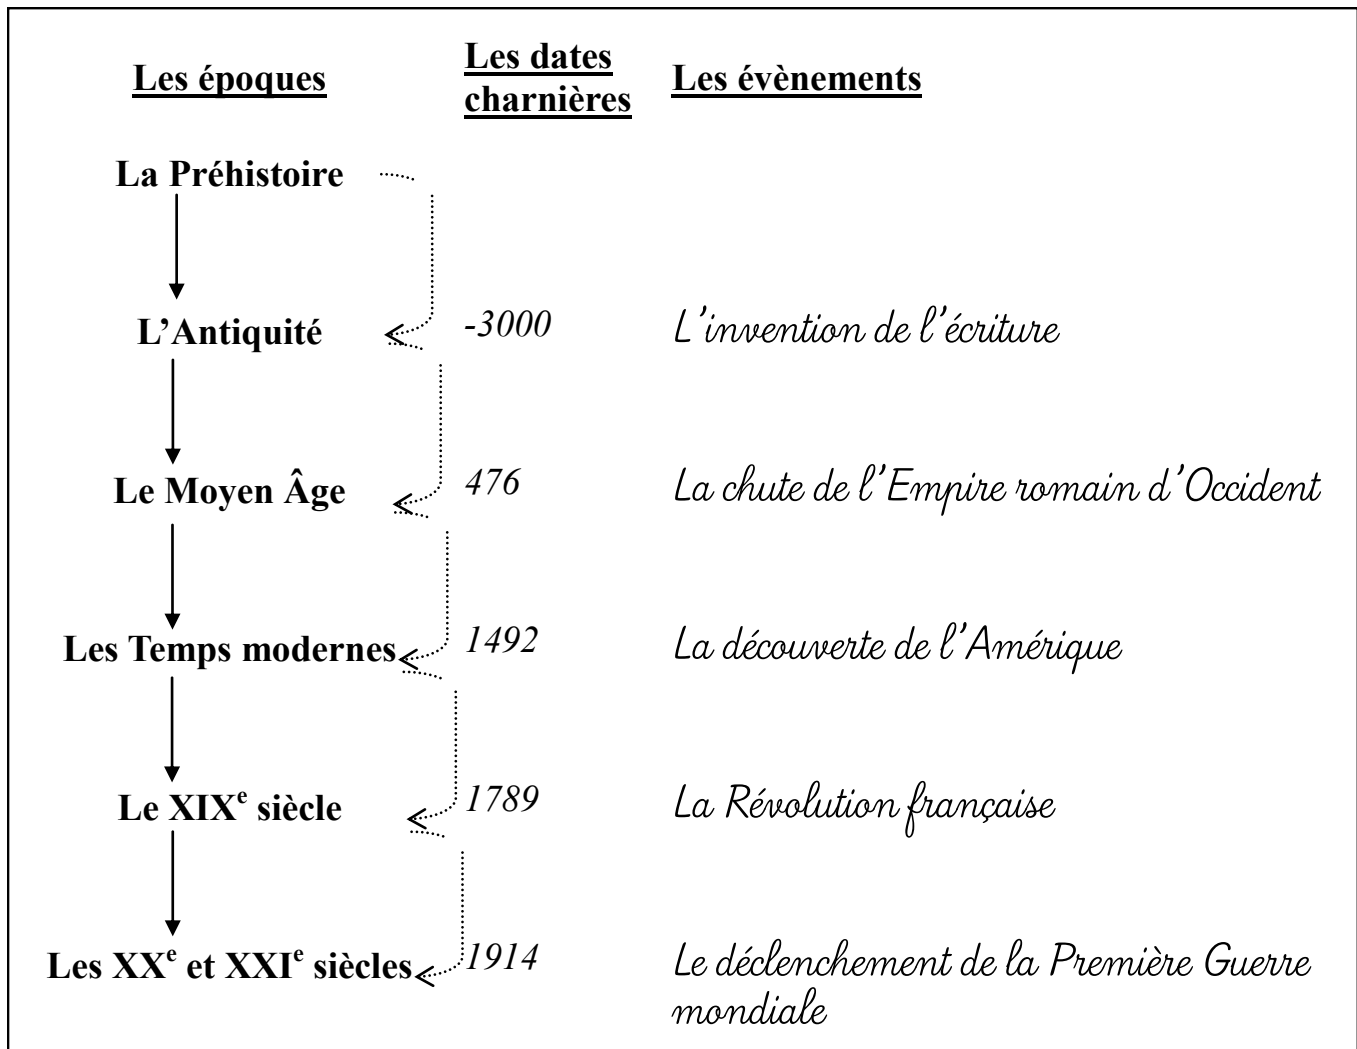 Les époques
Les dates
charnières
Les évènements
La Préhistoire
L’Antiquité
-3000
L’invention de l’écriture
Le Moyen Âge
476
La chute de l’Empire romain d’Occident
Les Temps modernes
1492
La découverte de l’Amérique
Le XIXe siècle
1789
La Révolution française
Les XXe et XXIe siècles
1914
Le déclenchement de la Première Guerre
mondiale